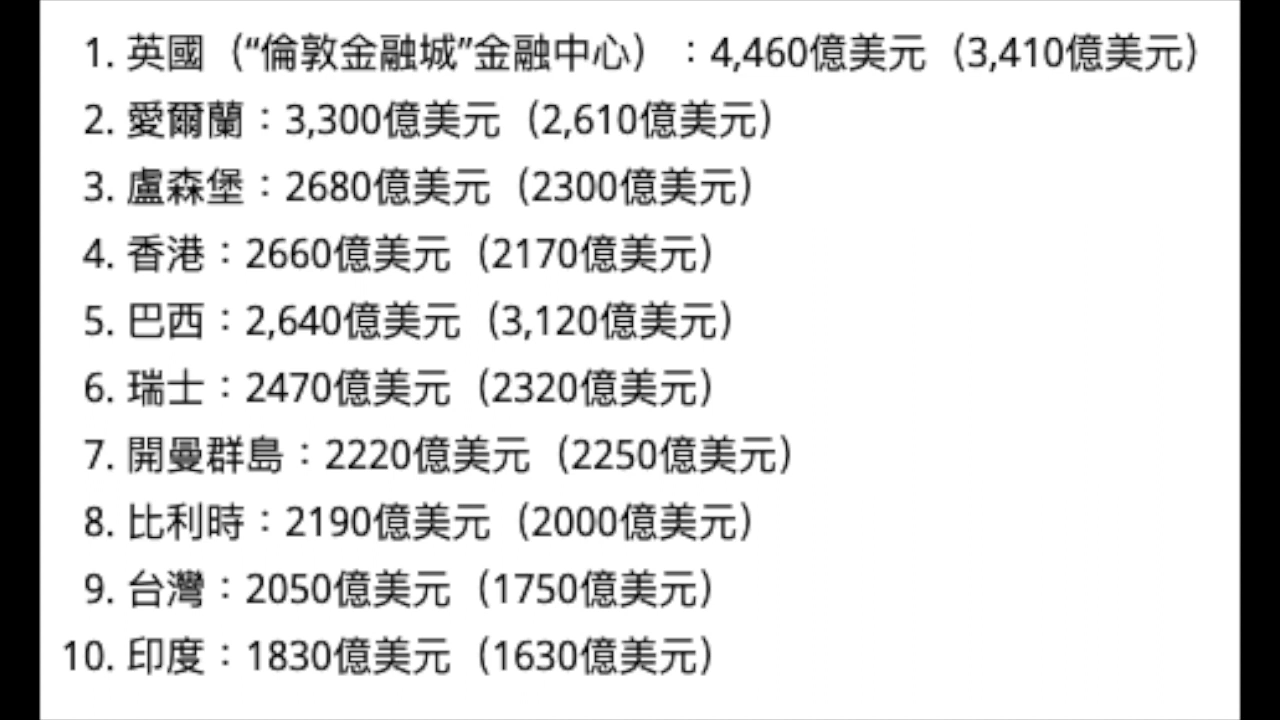 1. 英國（“倫敦金融城”金融中心）：4,460億美元（3,410億美元）
2. 愛爾蘭：3,300億美元（2,610億美元）
3. 盧森堡：2680億美元（2300億美元）
4. 香港：2660億美元（2170億美元）
5. 巴西：2,640億美元（3,120億美元）
6. 瑞士：2470億美元（2320億美元）
7. 開曼群島：2220億美元（2250億美元）
8. 比利時：2190億美元（2000億美元）
9. 台灣：2050億美元（1750億美元）
10. 印度：1830億美元（1630億美元）